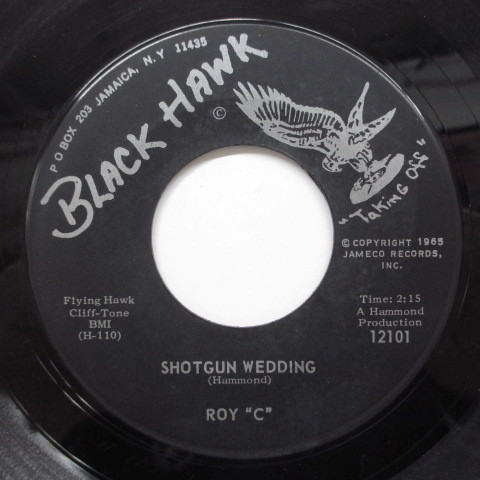 P O BOX 203 JAMAICA, N.Y 11435
BLACK HAWK
©
"Taking Off"
© COPYRIGHT 1965
JAMECO RECORDS,
INC.
Flying Hawk
Cliff-Tone
BMI
(H-110)
Time: 2:15
A Hammond
Production
12101
SHOTGUN WEDDING
(Hammond)
ROY "C"